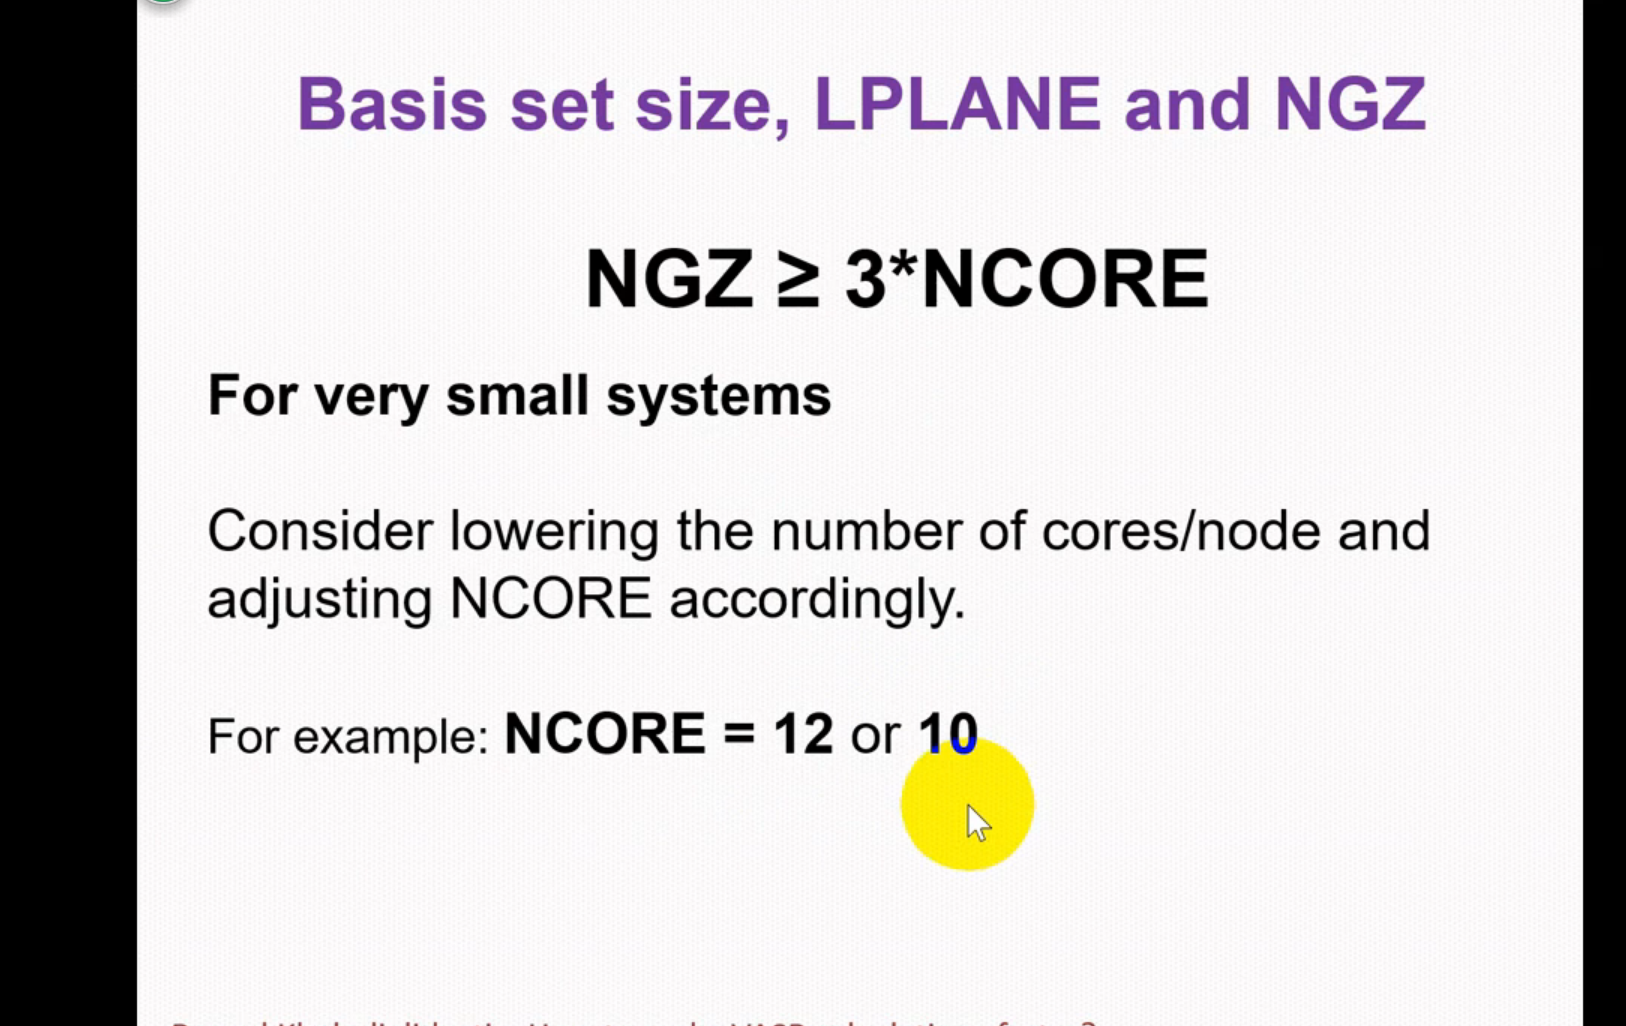 Basis set size, LPLANE and NGZ
NGZ ≥ 3*NCORE
For very small systems
Consider lowering the number of cores/node and
adjusting NCORE accordingly.
For example: NCORE = 12 or 10